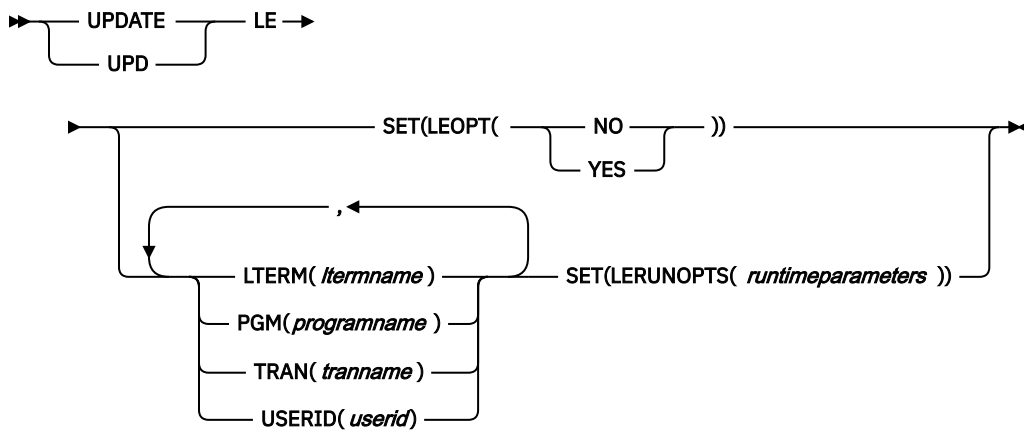 UPDATE LE
UPD
SET(LEOPT( NO ))
YES
,
LTERM( ltermname ) SET(LERUNOPTS( runtimeparameters ))
PGM( programname )
TRAN( tranname )
USERID( userid)